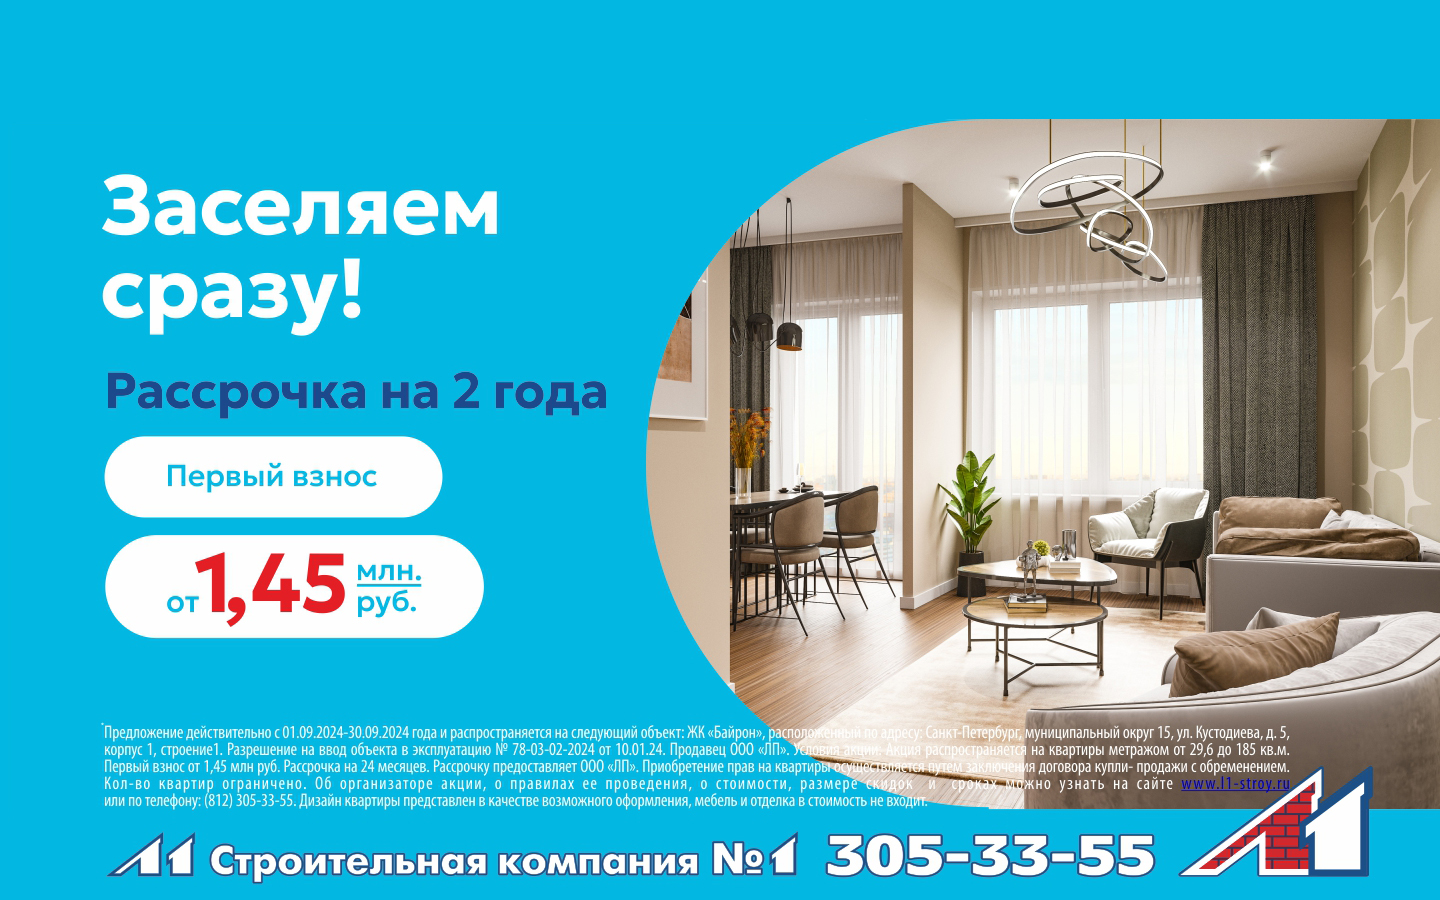 Заселяем
сразу!
Рассрочка на 2 года
Первый взнос
от 1,45 млн. руб.
*Предложение действительно с 01.09.2024-30.09.2024 года и распространяется на следующий объект: ЖК «Байрон», расположенный по адресу: Санкт-Петербург, муниципальный округ 15, ул. Кустодиева, д. 5,
корпус 1, строение1. Разрешение на ввод объекта в эксплуатацию № 78-03-02-2024 от 10.01.24. Продавец ООО «ЛП». Условия акции: Акция распространяется на квартиры метражом от 29,6 до 185 кв.м.
Первый взнос от 1,45 млн руб. Рассрочка на 24 месяцев. Рассрочку предоставляет ООО «ЛП». Приобретение прав на квартиры осуществляется путем заключения договора купли- продажи с обременением.
Кол-во квартир ограничено. Об организаторе акции, о правилах ее проведения, о стоимости, размере скидок и сроках можно узнать на сайте www.l1-stroy.ru
или по телефону: (812) 305-33-55. Дизайн квартиры представлен в качестве возможного оформления, мебель и отделка в стоимость не входит.
Л1 Строительная компания №1 305-33-55 Л1